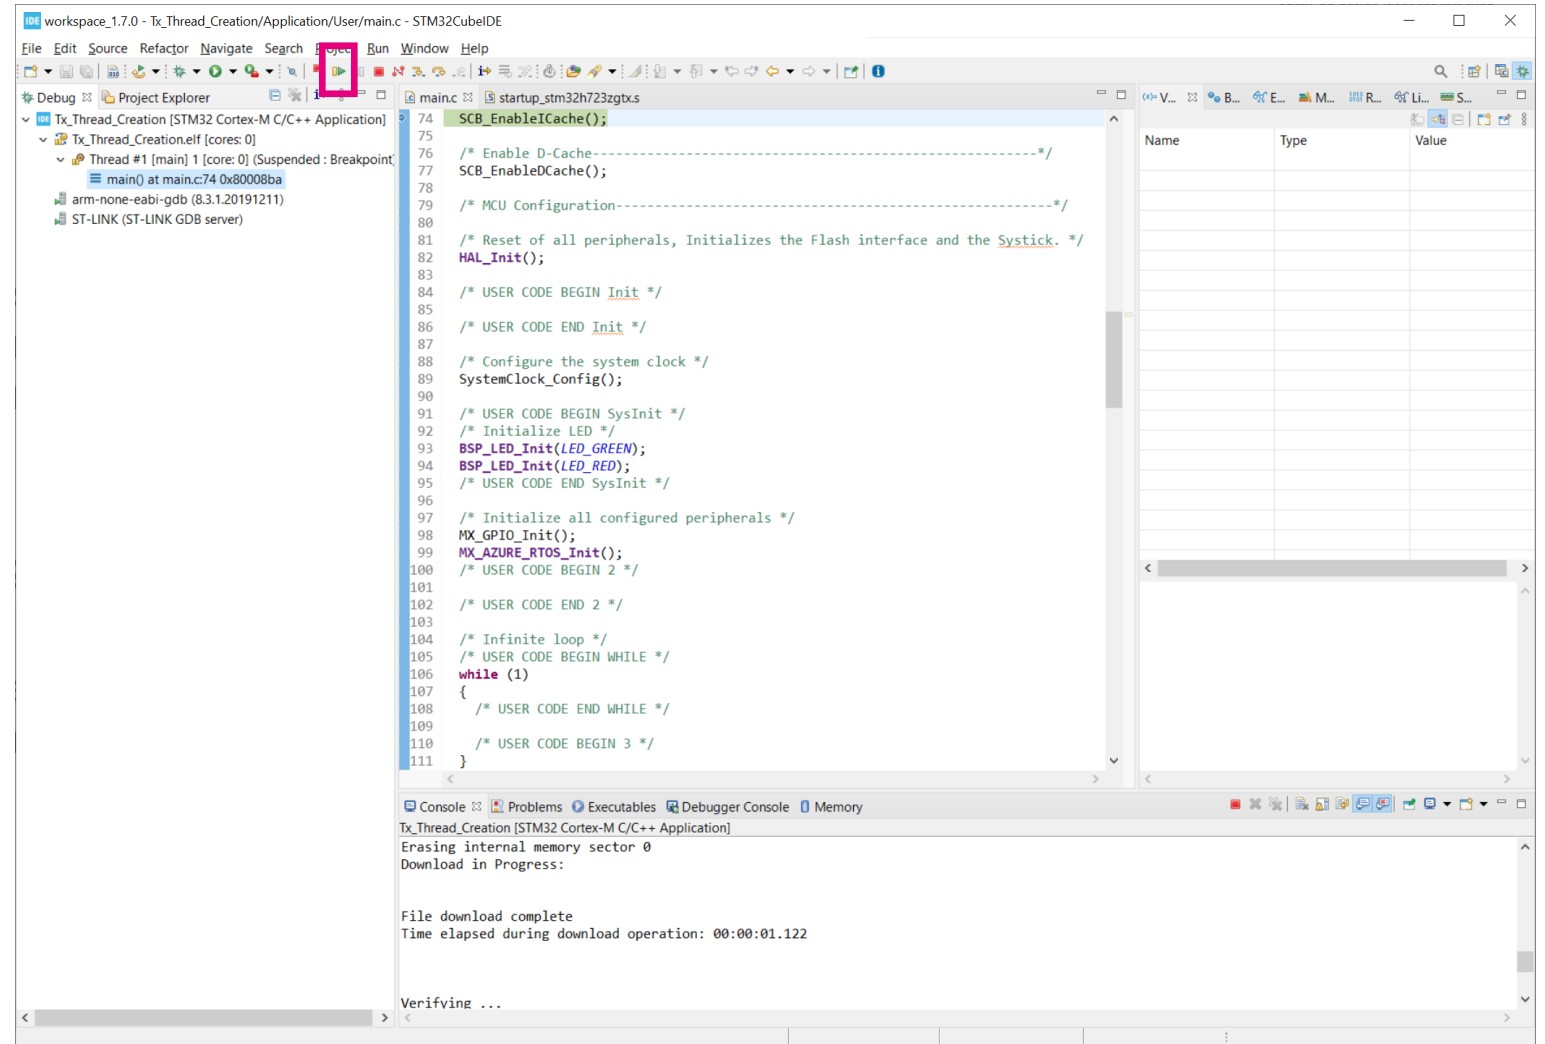 IDE workspace_1.7.0 - Tx_Thread_Creation/Application/User/main.c - STM32CubeIDE
File Edit Source Refactor Navigate Search Project Run Window Help
Debug Project Explorer
Tx_Thread_Creation [STM32 Cortex-M C/C++ Application]
Tx_Thread_Creation.elf [cores: 0]
Thread #1 [main] 1 [core: 0] (Suspended : Breakpoint)
main() at main.c:74 0x80008ba
arm-none-eabi-gdb (8.3.1.20191211)
ST-LINK (ST-LINK GDB server)
main.c startup_stm32h723zgtx.s
74 SCB_EnableICache();
75
76 /* Enable D-Cache---------------------------------------------------------*/
77 SCB_EnableDCache();
78
79 /* MCU Configuration--------------------------------------------------------*/
80
81 /* Reset of all peripherals, Initializes the Flash interface and the Systick. */
82 HAL_Init();
83
84 /* USER CODE BEGIN Init */
85
86 /* USER CODE END Init */
87
88 /* Configure the system clock */
89 SystemClock_Config();
90
91 /* USER CODE BEGIN SysInit */
92 /* Initialize LED */
93 BSP_LED_Init(LED_GREEN);
94 BSP_LED_Init(LED_RED);
95 /* USER CODE END SysInit */
96
97 /* Initialize all configured peripherals */
98 MX_GPIO_Init();
99 MX_AZURE_RTOS_Init();
100 /* USER CODE BEGIN 2 */
101
102 /* USER CODE END 2 */
103
104 /* Infinite loop */
105 /* USER CODE BEGIN WHILE */
106 while (1)
107 {
108 /* USER CODE END WHILE */
109
110 /* USER CODE BEGIN 3 */
111 }
(x)= V... B... E... M... R... Li... S...
Name Type Value
Console Problems Executables Debugger Console Memory
Tx_Thread_Creation [STM32 Cortex-M C/C++ Application]
Erasing internal memory sector 0
Download in Progress:
File download complete
Time elapsed during download operation: 00:00:01.122
Verifying ...